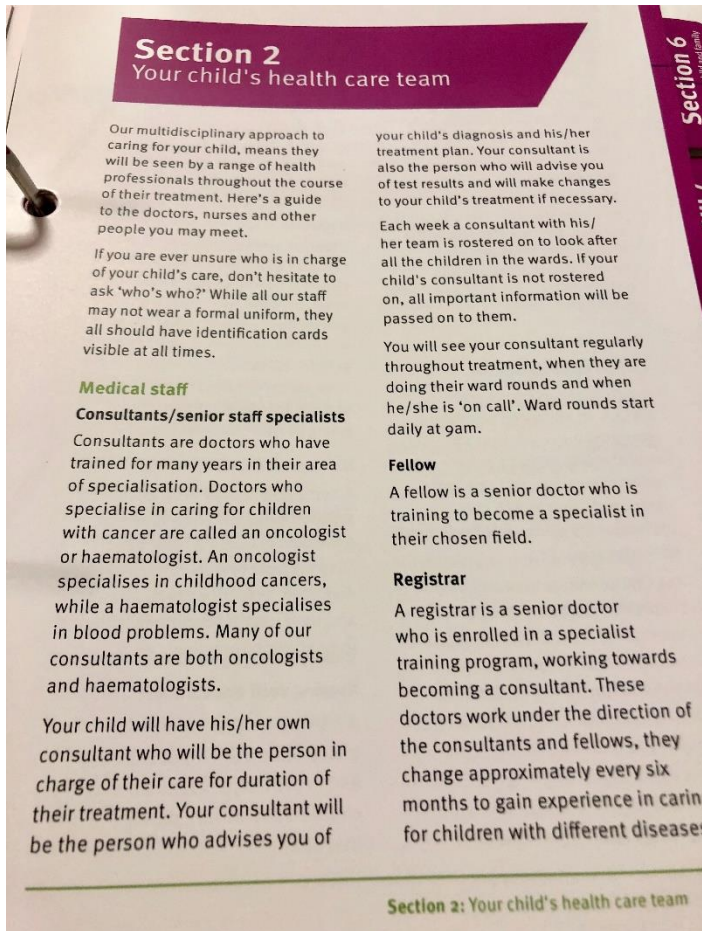 Section 2
Your child's health care team
Our multidisciplinary approach to
caring for your child, means they
will be seen by a range of health
professionals throughout the course
of their treatment. Here's a guide
to the doctors, nurses and other
people you may meet.
If you are ever unsure who is in charge
of your child's care, don't hesitate to
ask ‘who's who?’ While all our staff
may not wear a formal uniform, they
all should have identification cards
visible at all times.
Medical staff
Consultants/senior staff specialists
Consultants are doctors who have
trained for many years in their area
of specialisation. Doctors who
specialise in caring for children
with cancer are called an oncologist
or haematologist. An oncologist
specialises in childhood cancers,
while a haematologist specialises
in blood problems. Many of our
consultants are both oncologists
and haematologists.
Your child will have his/her own
consultant who will be the person in
charge of their care for duration of
their treatment. Your consultant will
be the person who advises you of
your child's diagnosis and his/her
treatment plan. Your consultant is
also the person who will advise you
of test results and will make changes
to your child's treatment if necessary.
Each week a consultant with his/
her team is rostered on to look after
all the children in the wards. If your
child's consultant is not rostered
on, all important information will be
passed on to them.
You will see your consultant regularly
throughout treatment, when they are
doing their ward rounds and when
he/she is ‘on call’. Ward rounds start
daily at 9am.
Fellow
A fellow is a senior doctor who is
training to become a specialist in
their chosen field.
Registrar
A registrar is a senior doctor
who is enrolled in a specialist
training program, working towards
becoming a consultant. These
doctors work under the direction of
the consultants and fellows, they
change approximately every six
months to gain experience in carin
for children with different diseases
Section 2: Your child's health care team
Section 6
and family